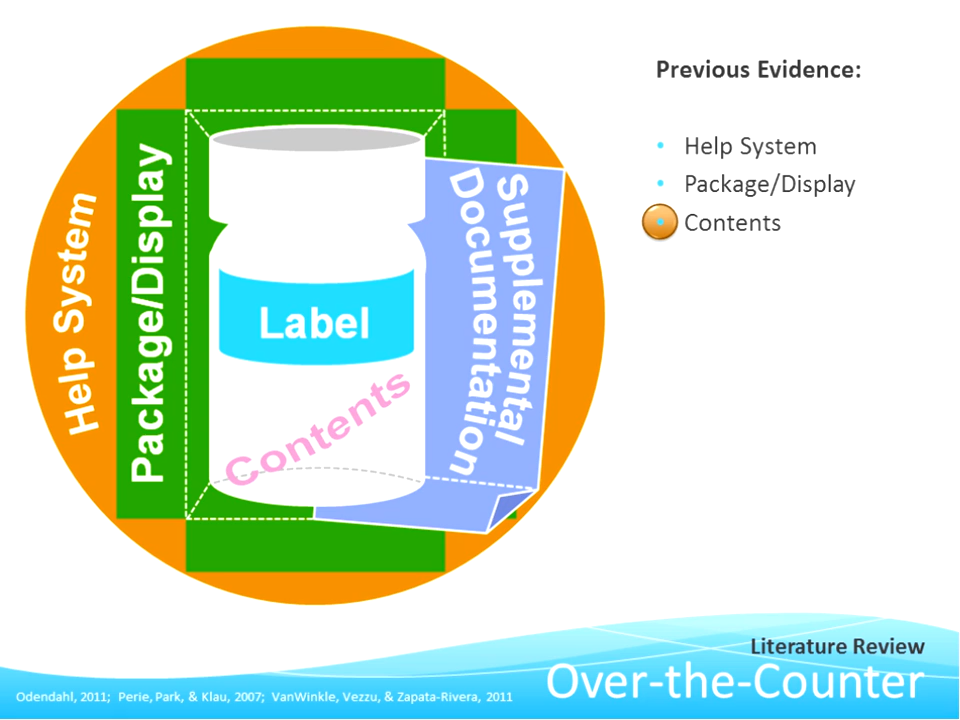 Help System
Package/Display
Label
Contents
Supplemental
Documentation
Previous Evidence:
• Help System
• Package/Display
• Contents
Literature Review
Over-the-Counter
Odendahl, 2011; Perie, Park, & Klau, 2007; VanWinkle, Vezzu, & Zapata-Rivera, 2011